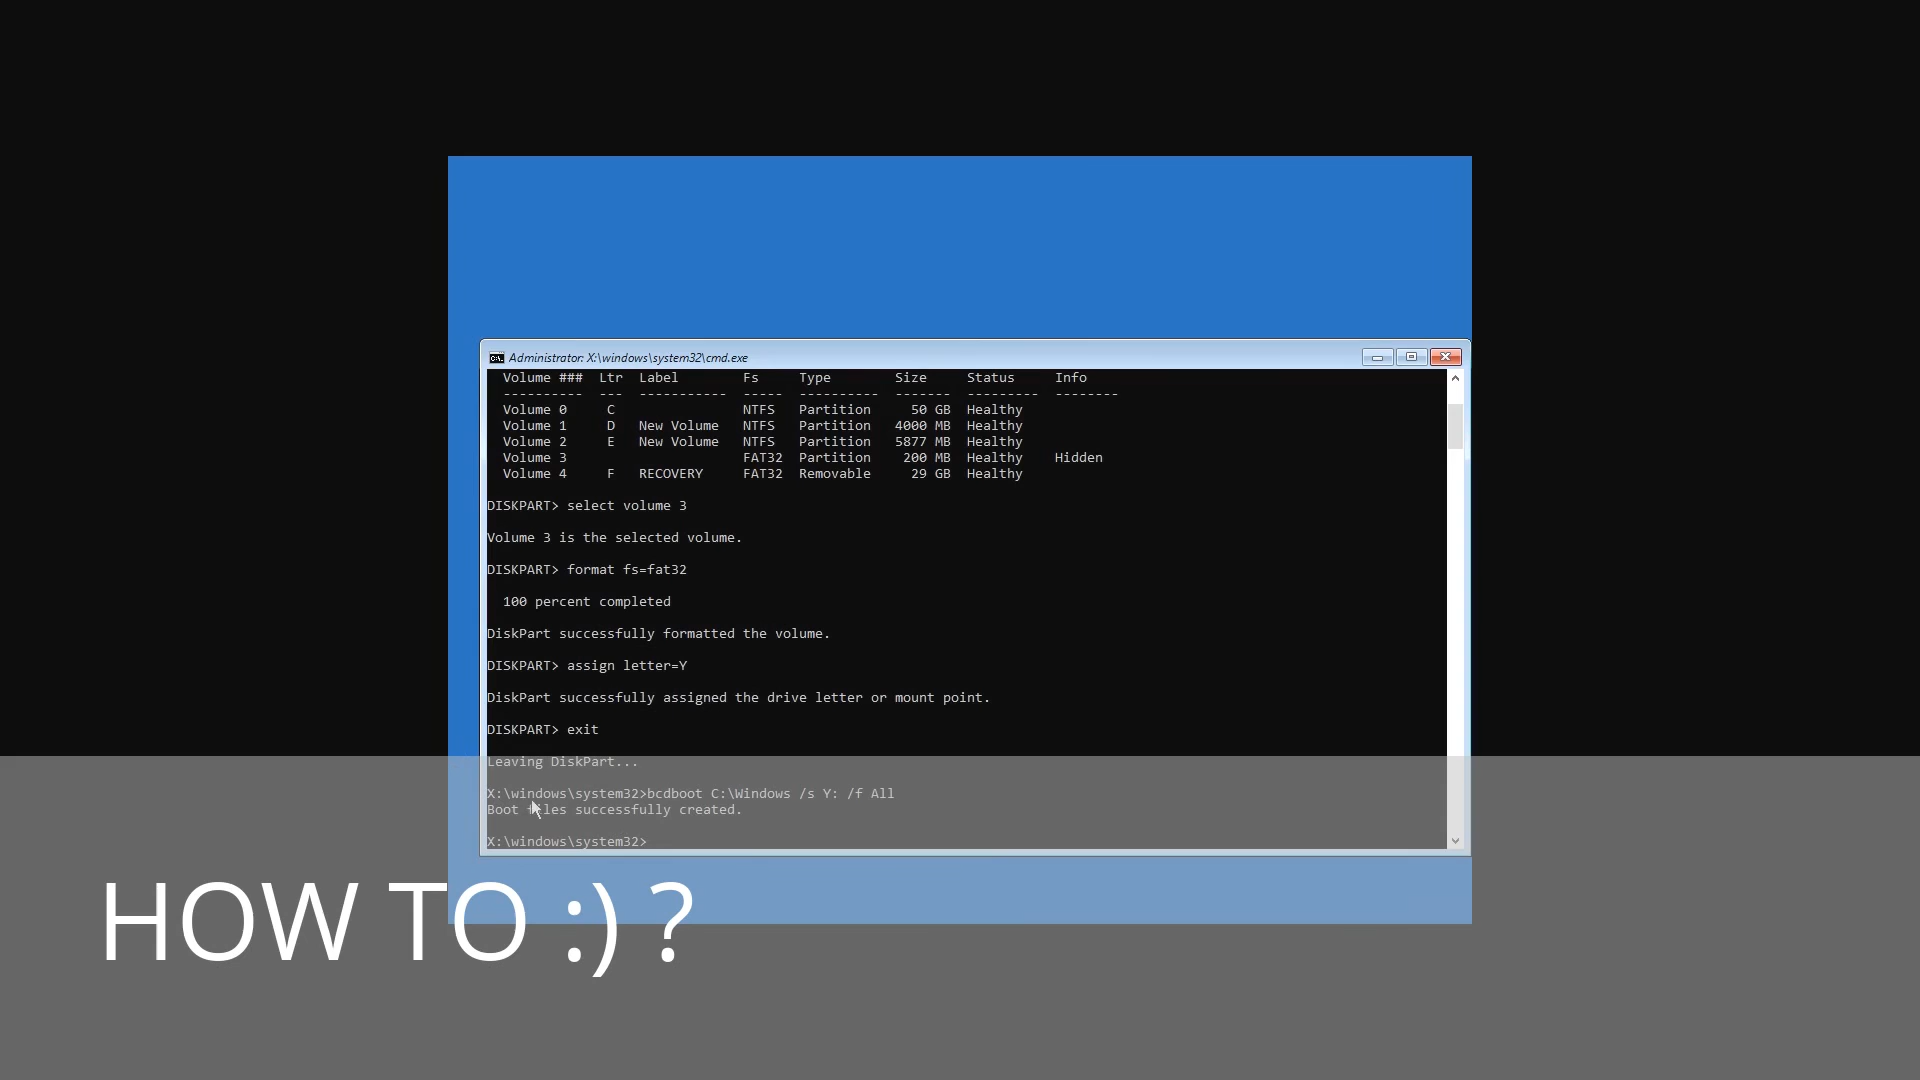 Administrator: X:\windows\system32\cmd.exe
Volume ### Ltr Label Fs Type Size Status Info
---------- --- ----------- ----- ---------- ------- --------- --------
Volume 0 C NTFS Partition 50 GB Healthy
Volume 1 D New Volume NTFS Partition 4000 MB Healthy
Volume 2 E New Volume NTFS Partition 5877 MB Healthy
Volume 3 FAT32 Partition 200 MB Healthy Hidden
Volume 4 F RECOVERY FAT32 Removable 29 GB Healthy
DISKPART> select volume 3
Volume 3 is the selected volume.
DISKPART> format fs=fat32
100 percent completed
DiskPart successfully formatted the volume.
DISKPART> assign letter=Y
DiskPart successfully assigned the drive letter or mount point.
DISKPART> exit
Leaving DiskPart...
X:\windows\system32>bcdboot C:\Windows /s Y: /f All
Boot files successfully created.
X:\windows\system32>
HOW TO :) ?